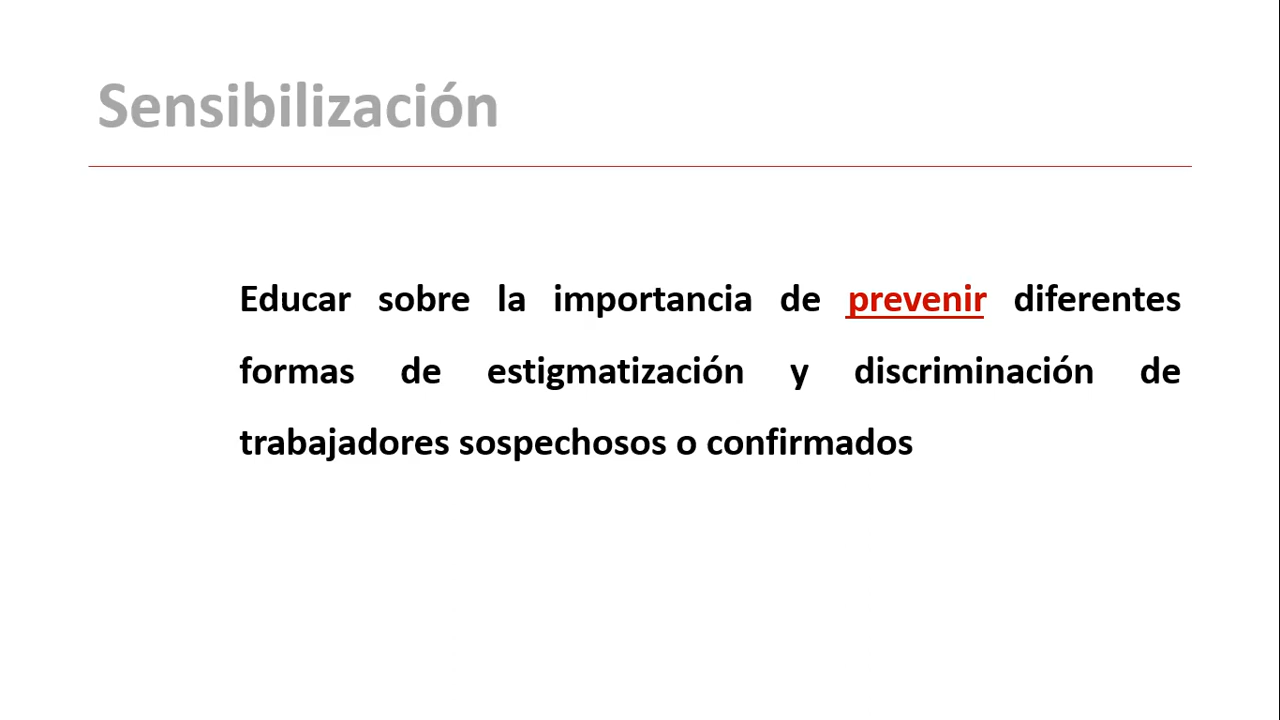 Sensibilización
Educar sobre la importancia de prevenir diferentes
formas de estigmatización y discriminación de
trabajadores sospechosos o confirmados